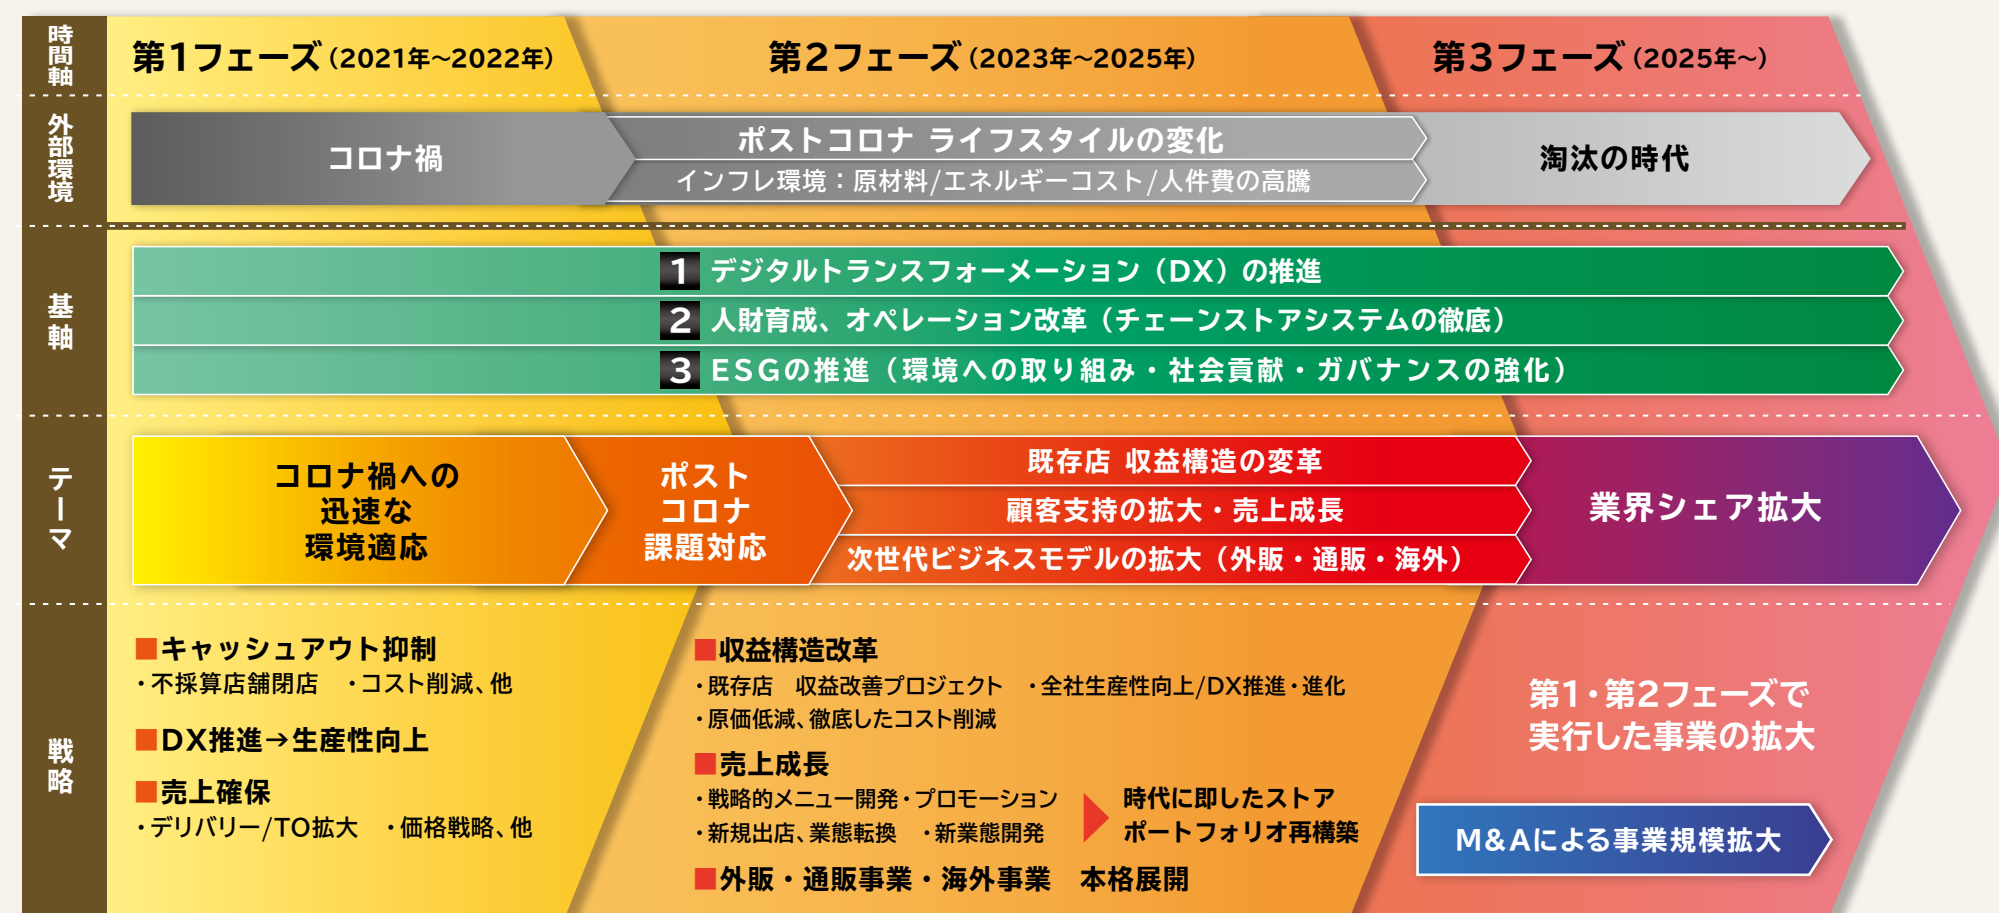 時間軸
第1フェーズ(2021年～2022年)
第2フェーズ(2023年～2025年)
第3フェーズ(2025年～)
外部環境
コロナ禍
ポストコロナ ライフスタイルの変化
インフレ環境：原材料/エネルギーコスト/人件費の高騰
淘汰の時代
基軸
1 デジタルトランスフォーメーション（DX）の推進
2 人財育成、オペレーション改革（チェーンストアシステムの徹底）
3 ESGの推進（環境への取り組み・社会貢献・ガバナンスの強化）
テーマ
コロナ禍への
迅速な
環境適応
ポスト
コロナ
課題対応
既存店 収益構造の変革
顧客支持の拡大・売上成長
次世代ビジネスモデルの拡大（外販・通販・海外）
業界シェア拡大
戦略
■キャッシュアウト抑制
・不採算店舗閉店　・コスト削減、他
■DX推進→生産性向上
■売上確保
・デリバリー/TO拡大　・価格戦略、他
■収益構造改革
・既存店　収益改善プロジェクト　・全社生産性向上/DX推進・進化
・原価低減、徹底したコスト削減
■売上成長
・戦略的メニュー開発・プロモーション
・新規出店、業態転換　・新業態開発
時代に即したストア
ポートフォリオ再構築
■外販・通販事業・海外事業　本格展開
第1・第2フェーズで
実行した事業の拡大
M&Aによる事業規模拡大